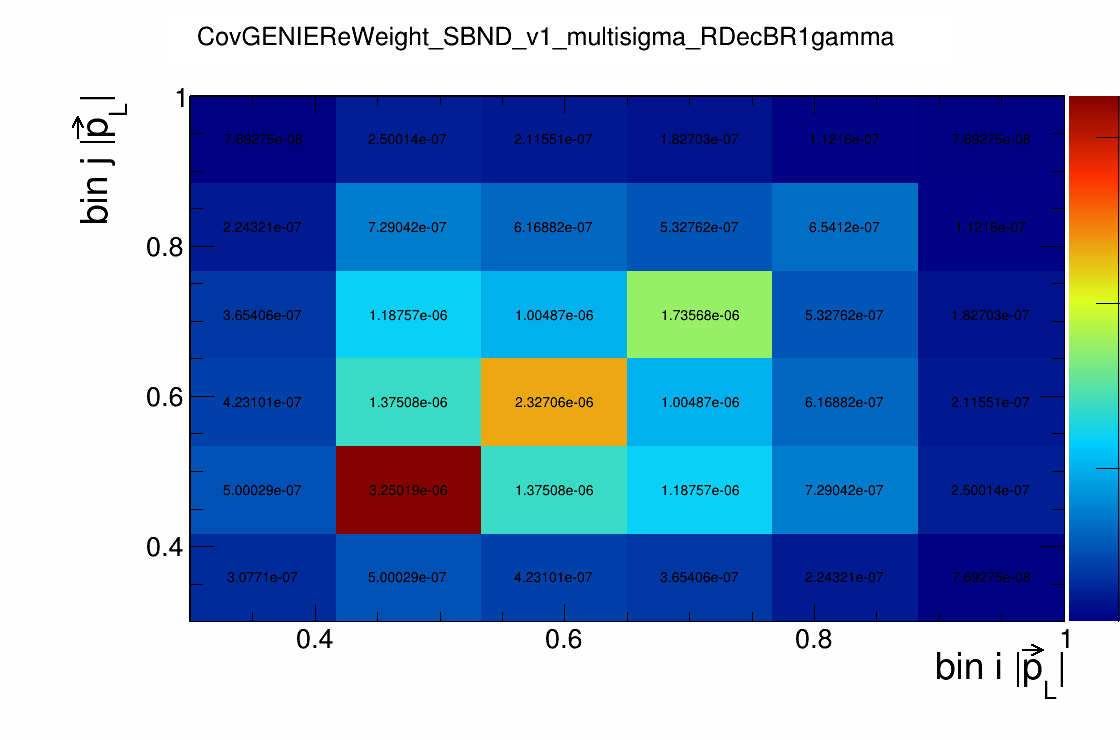 CovGENIEReWeight_SBND_v1_multisigma_RDecBR1gamma
bin j |p⃗_L|
1
7.69275e-08 2.50014e-07 2.11551e-07 1.82703e-07 1.1216e-07 7.69275e-08
2.24321e-07 7.29042e-07 6.16882e-07 5.32762e-07 6.5412e-07 1.1216e-07
0.8
3.65406e-07 1.18757e-06 1.00487e-06 1.73568e-06 5.32762e-07 1.82703e-07
0.6
4.23101e-07 1.37508e-06 2.32706e-06 1.00487e-06 6.16882e-07 2.11551e-07
5.00029e-07 3.25019e-06 1.37508e-06 1.18757e-06 7.29042e-07 2.50014e-07
0.4
3.0771e-07 5.00029e-07 4.23101e-07 3.65406e-07 2.24321e-07 7.69275e-08
0.4 0.6 0.8 1
bin i |p⃗_L|